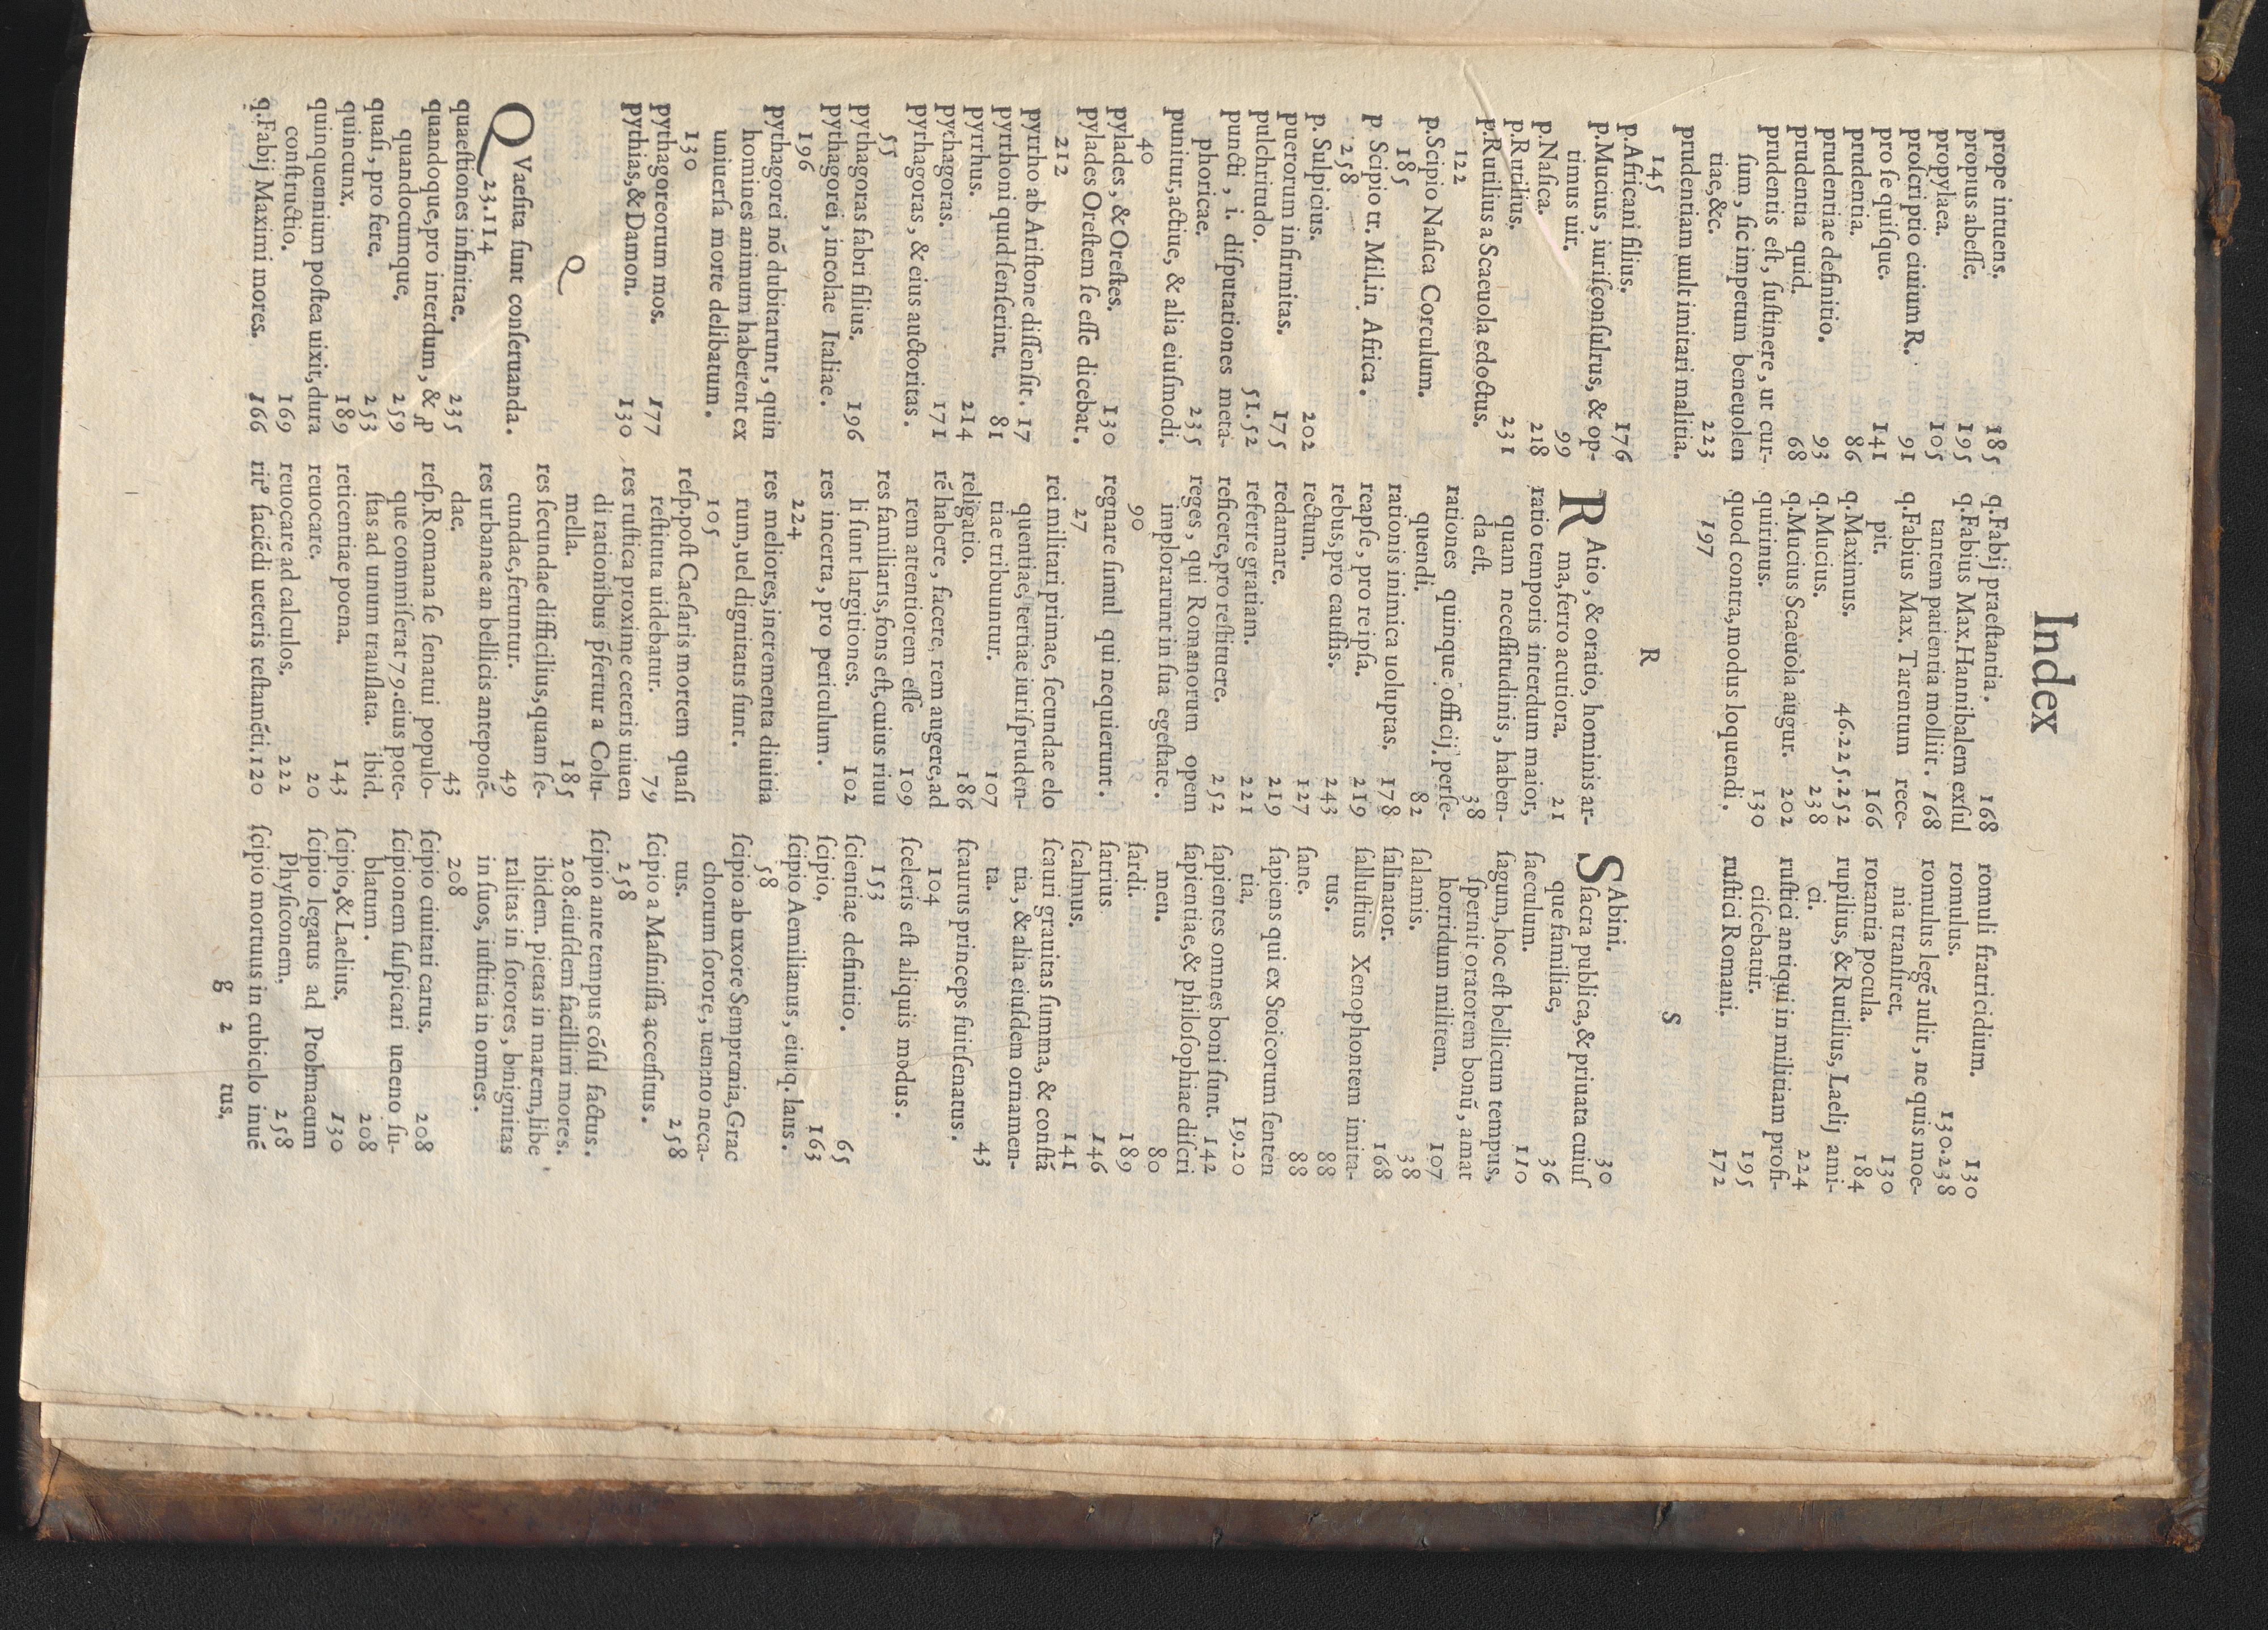 Index
prope intuens. 185
propius abeſſe. 195
propylaea. 105
proſcriptio ciuium R. 91
pro ſe quiſque. 141
prudentia. 86
prudentiae definitio. 93
prudentia quid. 68
prudentis eſt, ſuſtinere, ut cur-
ſum, ſic impetum beneuolen
tiae, &c. 223
prudentiam uult imitari malitia.
145
p.Africani filius. 176
p.Mucius, iuriſconſultus, & op-
timus uir. 99
p.Naſica. 218
p.Rutilius. 231
p.Rutilius a Scaeuola edoctus.
122
p.Scipio Naſica Corculum.
185
p. Scipio tr. Mil.in Africa.
258
p. Sulpicius. 202
puerorum infirmitas. 175
pulchritudo. 51.52
puncti, i. diſputationes meta-
phoricae. 235
punitur,actiue, & alia eiuſmodi.
40
pylades, & Oreſtes. 130
pylades Oreſtem ſe eſſe dicebat.
212
pyrrho ab Ariſtone diſſenſit. 17
pyrrhoni quid ſenſerint. 81
pyrrhus. 214
pythagoras. 171
pythagoras, & eius auctoritas.
55
pythagoras fabri filius. 196
pythagorei, incolae Italiae.
196
pythagorei nō dubitarunt, quin
homines animum haberent ex
uniuerſa morte delibatum.
130
pythagoreorum mos. 177
pythias,& Damon. 130
Q
QVaeſita ſunt conſeruanda.
23.114
quaeſtiones infinitae. 235
quandoque,pro interdum, & ꝓ
quandocumque. 259
quaſi, pro fere. 253
quincunx. 189
quinquennium poſtea uixit, dura
conſtructio. 169
q.Fabij Maximi mores. 166
q.Fabij praeſtantia. 168
q.Fabius Max.Hannibalem exſul
tantem patientia molliit. 168
q.Fabius Max. Tarentum rece-
pit. 166
q.Maximus. 46.225.252
q.Mucius. 238
q.Mucius Scaeuola augur. 202
quirinus. 130
quod contra,modus loquendi.
197
R
RAtio, & oratio, hominis ar-
ma,ferro acutiora. 21
ratio temporis interdum maior,
quam neceſſitudinis, haben-
da eſt. 38
rationes quinque officij perſe-
quendi. 82
rationis inimica uoluptas. 178
reapſe, pro re ipſa. 219
rebus,pro cauſſis. 243
rectum. 127
redamare. 219
referre gratiam. 221
reficere,pro reſtituere. 252
reges, qui Romanorum opem
implorarunt in ſua egeſtate.
90
regnare ſimul qui nequierunt.
27
rei militari primae, ſecundae elo
quentiae, tertiae iuriſpruden-
tiae tribuuntur. 107
religatio. 186
rē habere, facere, rem augere,ad
rem attentiorem eſſe 109
res familiaris,fons eſt,cuius riuu
li ſunt largitiones. 102
res incerta, pro periculum.
224
res meliores,incrementa diuitia
rum, uel dignitatus ſunt.
105
reſp.poſt Caeſaris mortem quaſi
reſtituta uidebatur. 79
res ruſtica proxime ceteris uiuen
di rationibus p̄fertur a Colu-
mella. 185
res ſecundae difficilius,quam ſe-
cundae,feruntur. 49
res urbanae an bellicis anteponē-
dae. 43
reſp.Romana ſe ſenatui populo-
que commiſerat 79.eius pote-
ſtas ad unum tranſlata. ibid.
reticentiae poena. 143
reuocare. 20
reuocare ad calculos. 222
ritꝰ faciēdi ueteris teſtamēti. 120
romuli fratricidium. 130
romulus. 130.238
romulus legē tulit, ne quis moe-
nia tranſiret. 130
rorantia pocula. 184
rupilius, & Rutilius, Laelij ami-
ci. 224
ruſtici antiqui in militiam profi-
ciſcebatur. 195
ruſtici Romani. 172
S
SAbini. 30
ſacra publica,& priuata cuiuſ
que familiae, 36
ſaeculum. 110
ſagum,hoc eſt bellicum tempus,
ſpernit oratorem bonū, amat
horridum militem. 107
ſalamis. 38
ſalinator. 168
ſalluſtius Xenophontem imita-
tus. 88
ſane. 88
ſapiens qui ex Stoicorum ſenten
tia. 19.20
ſapientes omnes boni ſunt. 142
ſapientiae,& philoſophiae diſcri
men. 80
ſardi. 189
ſatrius 146
ſcalmus. 141
ſcauri grauitas ſumma, & conſtā
tia, & alia eiuſdem ornamen-
ta. 43
ſcaurus princeps fuit ſenatus.
104
ſceleris eſt aliquis modus.
153
ſcientiae definitio. 65
ſcipio, 163
ſcipio Aemilianus, eiuſq. laus.
58
ſcipio ab uxore Sempronia,Grac
chorum ſorore, ueneno neca-
tus. 258
ſcipio a Maſiniſſa accerſitus.
258
ſcipio ante tempus cōſul factus.
208.eiuſdem facillimi mores.
ibidem. pietas in matrem,libe
ralitas in ſorores, benignitas
in ſuos, iuſtitia in omnes.
208
ſcipio ciuitati carus. 208
ſcipionem ſuſpicari ueneno ſu-
blatum. 208
ſcipio,& Laelius. 130
ſcipio legatus ad Ptolmaeum
Phyſconem. 258
ſcipio mortuus in cubiclo inuē
g 2 tus.